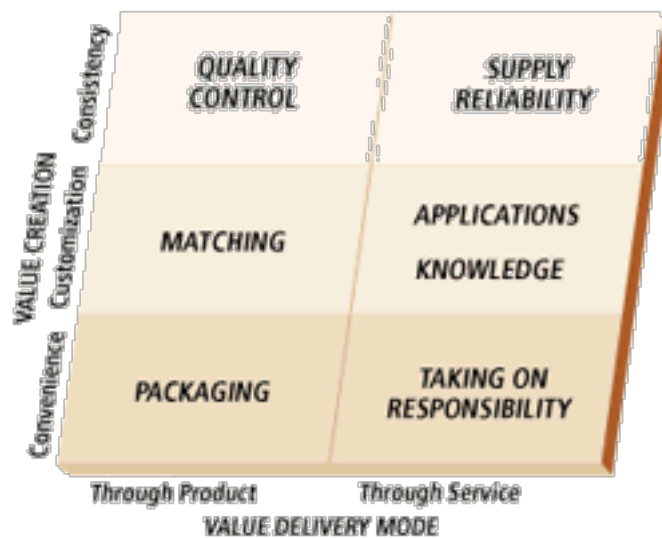 VALUE CREATION
Consistency
QUALITY
CONTROL
SUPPLY
RELIABILITY
Customization
MATCHING
APPLICATIONS
KNOWLEDGE
Convenience
PACKAGING
TAKING ON
RESPONSIBILITY
Through Product
Through Service
VALUE DELIVERY MODE